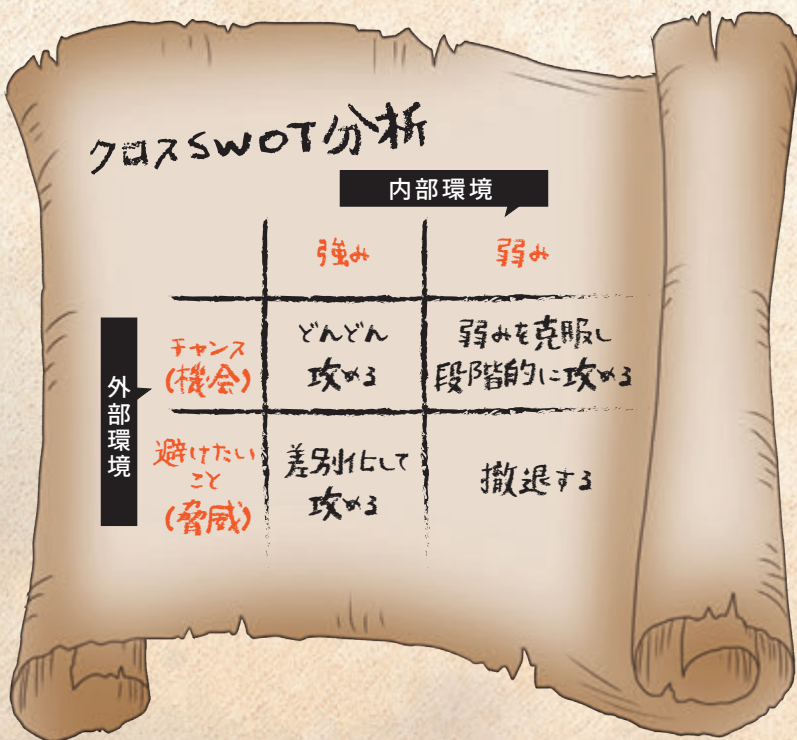 クロスSWOT分析
内部環境
強み
弱み
外部環境
チャンス
(機会)
どんどん
攻める
弱みを克服し
段階的に攻める
避けたい
こと
(脅威)
差別化して
攻める
撤退する